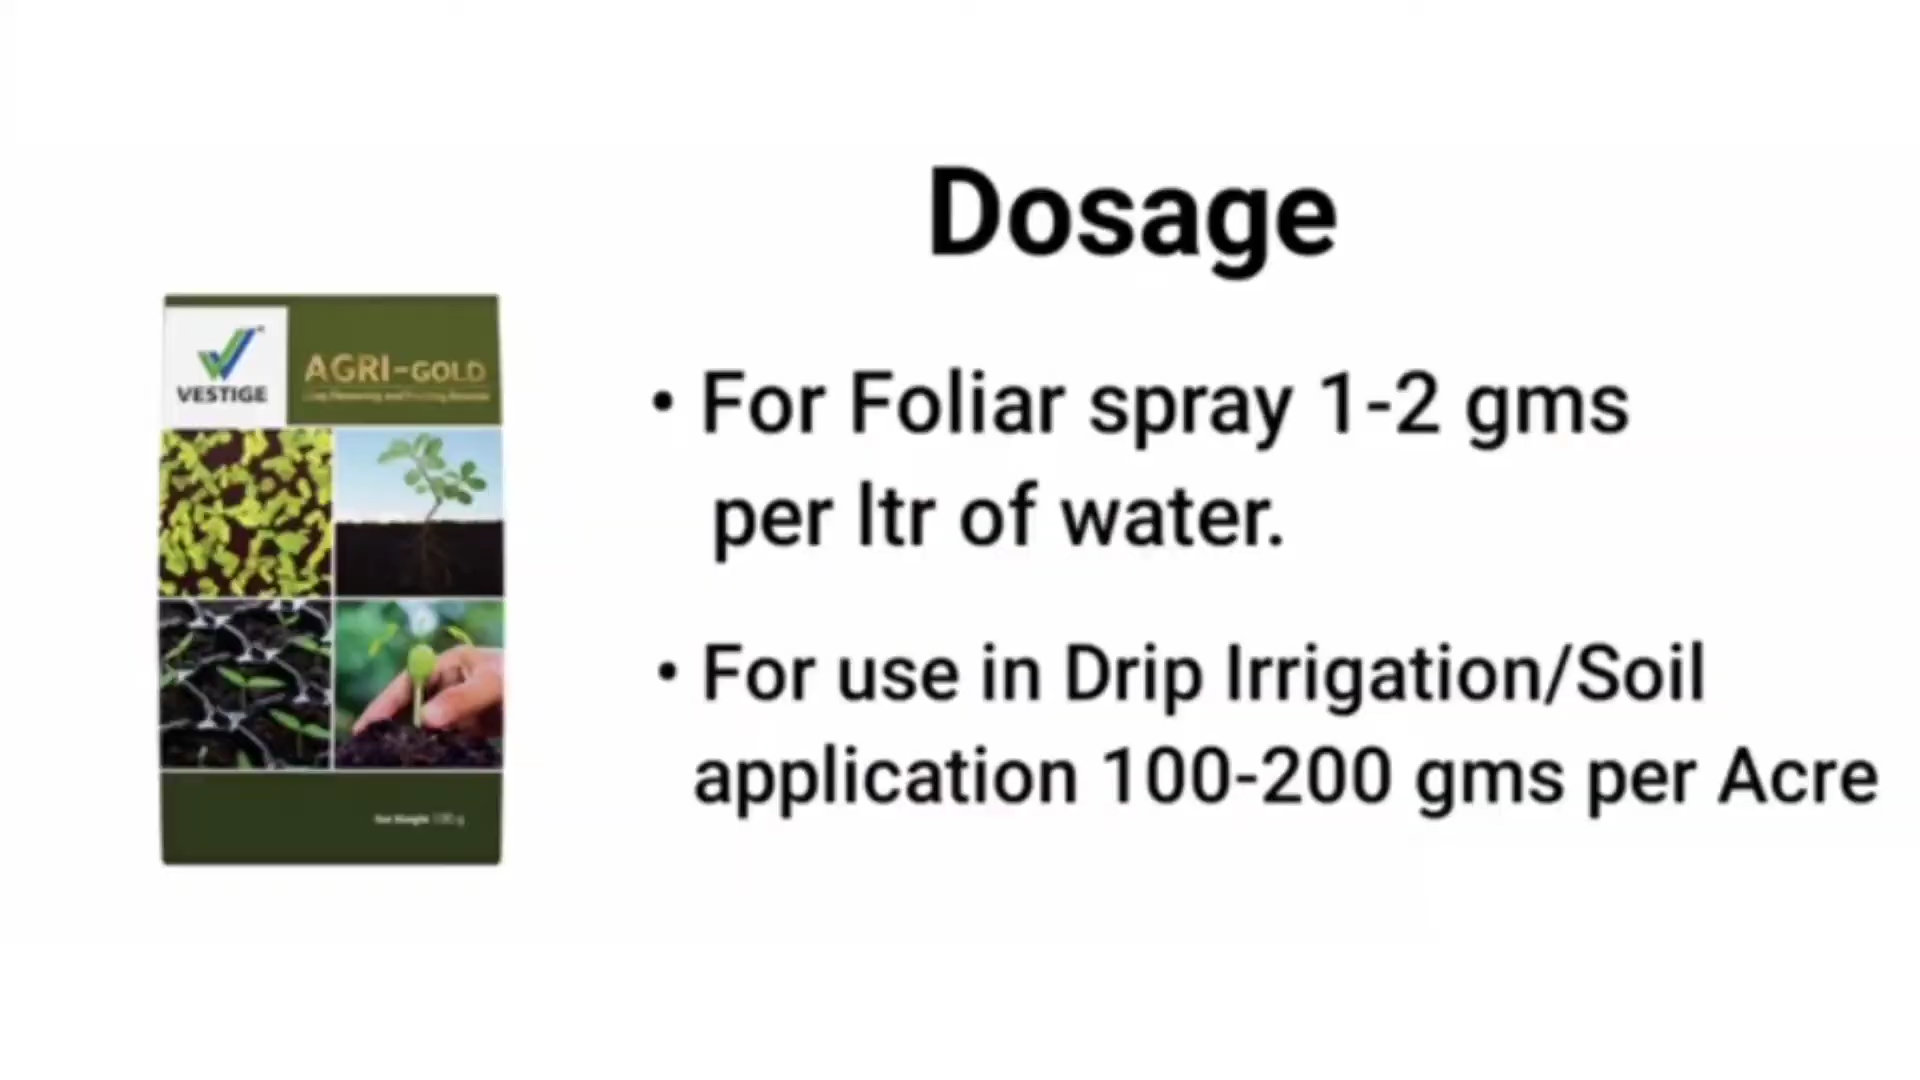 Dosage
VESTIGE
AGRI-GOLD
• For Foliar spray 1-2 gms
per ltr of water.
• For use in Drip Irrigation/Soil
application 100-200 gms per Acre